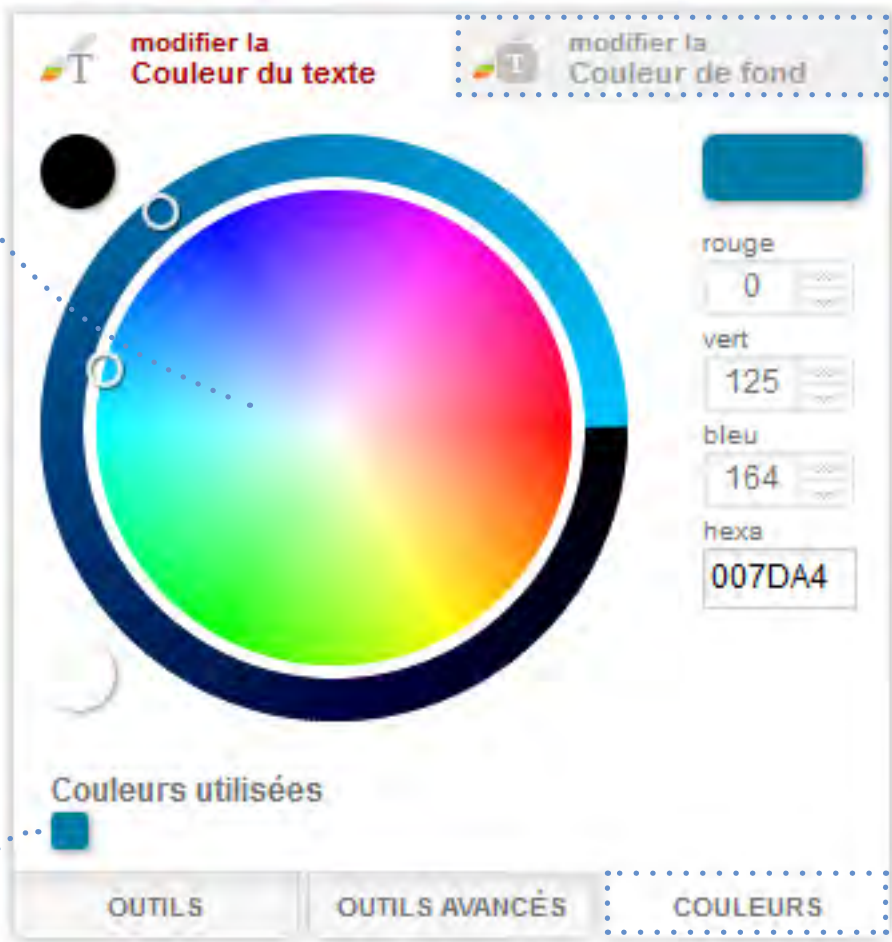 modifier la
Couleur du texte
modifier la
Couleur de fond
rouge
0
vert
125
bleu
164
hexa
007DA4
Couleurs utilisées
OUTILS
OUTILS AVANCÉS
COULEURS